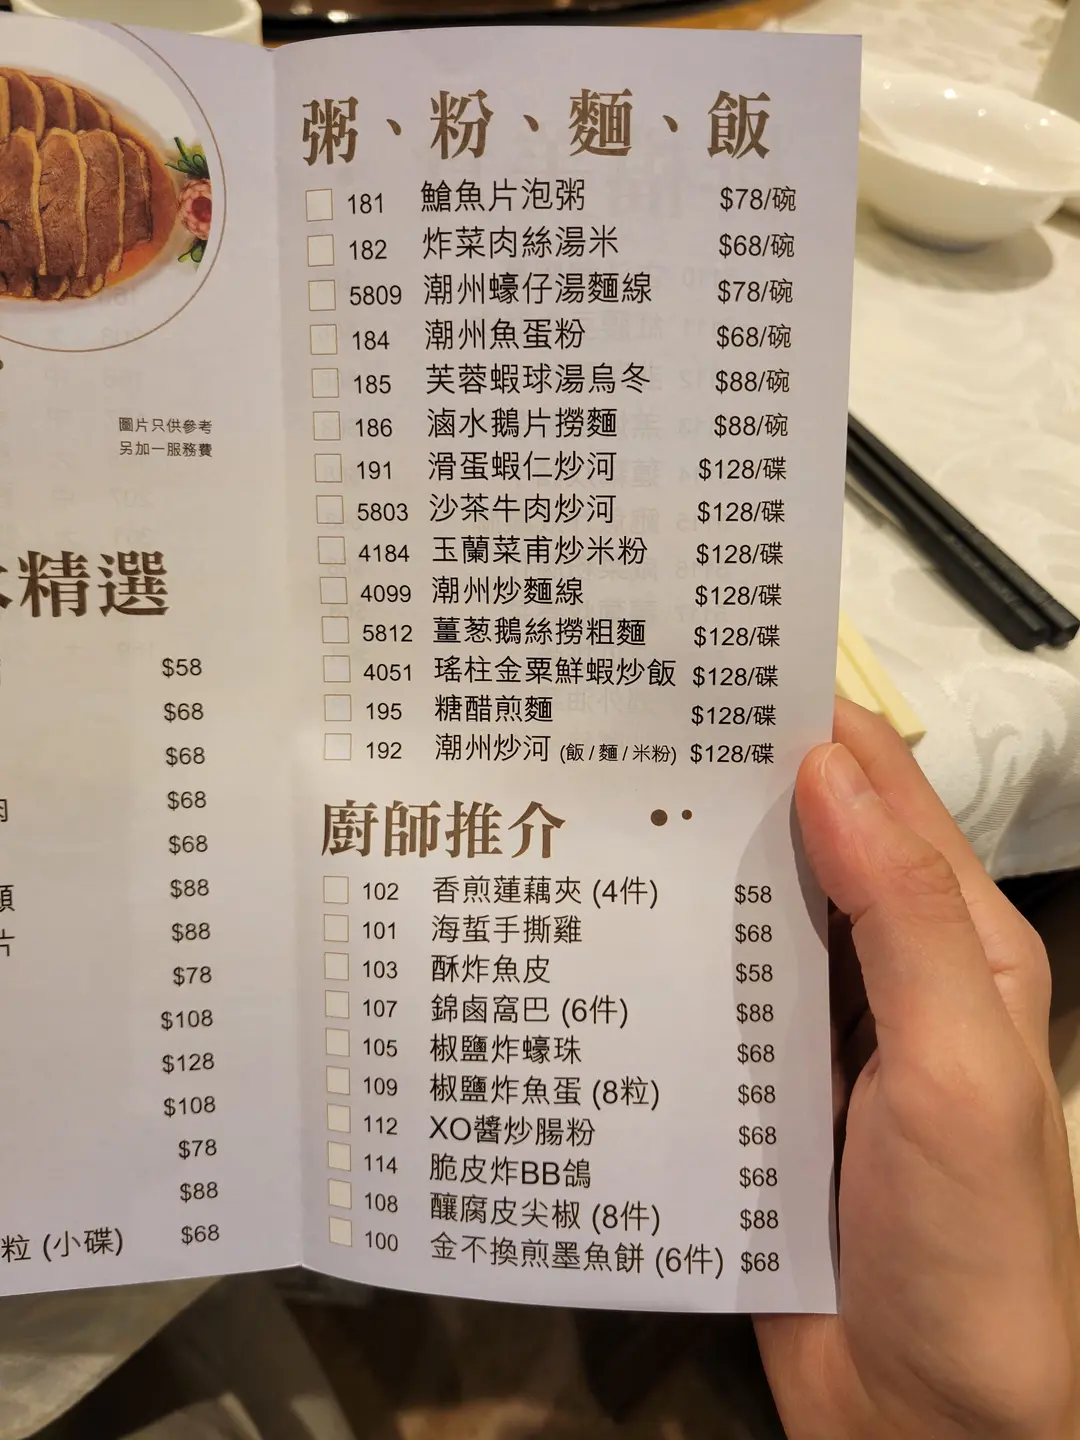 圖片只供參考
另加一服務費
精選
$58
$68
$68
$68
$68
$88
$88
$78
$108
$128
$108
$78
$88
粒 (小碟) $68
粥、粉、麵、飯
181 鱠魚片泡粥 $78/碗
182 炸菜肉絲湯米 $68/碗
5809 潮州蠔仔湯麵線 $78/碗
184 潮州魚蛋粉 $68/碗
185 芙蓉蝦球湯烏冬 $88/碗
186 滷水鵝片撈麵 $88/碗
191 滑蛋蝦仁炒河 $128/碟
5803 沙茶牛肉炒河 $128/碟
4184 玉蘭菜甫炒米粉 $128/碟
4099 潮州炒麵線 $128/碟
5812 薑葱鵝絲撈粗麵 $128/碟
4051 瑤柱金粟鮮蝦炒飯 $128/碟
195 糖醋煎麵 $128/碟
192 潮州炒河 (飯/麵/米粉) $128/碟
廚師推介
102 香煎蓮藕夾 (4件) $58
101 海蜇手撕雞 $68
103 酥炸魚皮 $58
107 錦鹵窩巴 (6件) $88
105 椒鹽炸蠔珠 $68
109 椒鹽炸魚蛋 (8粒) $68
112 XO醬炒腸粉 $68
114 脆皮炸BB鴿 $68
108 釀腐皮尖椒 (8件) $88
100 金不換煎墨魚餅 (6件) $68